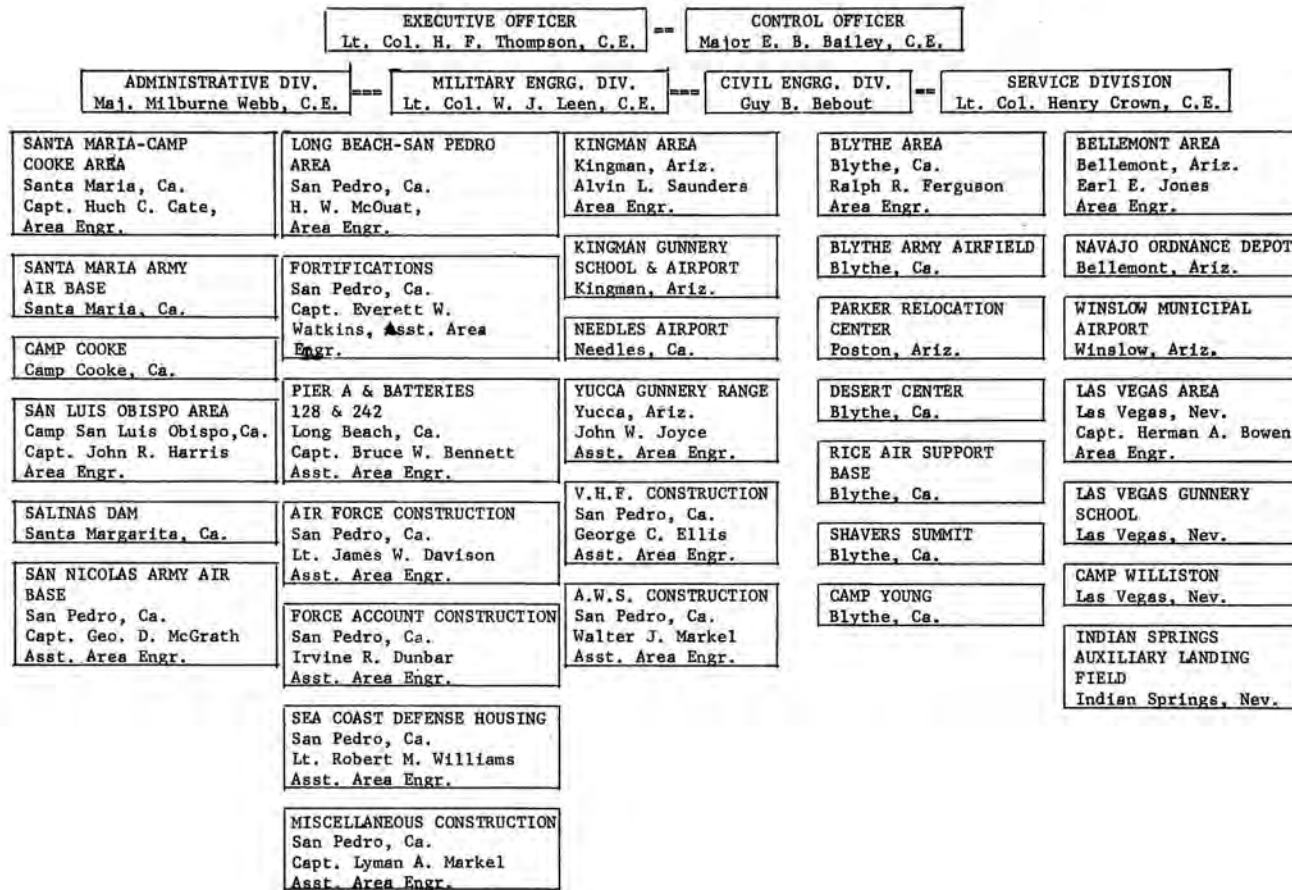 EXECUTIVE OFFICER
Lt. Col. H. F. Thompson, C.E.
==
CONTROL OFFICER
Major E. B. Bailey, C.E.
ADMINISTRATIVE DIV.
Maj. Milburne Webb, C.E.
===
MILITARY ENGRG. DIV.
Lt. Col. W. J. Leen, C.E.
===
CIVIL ENGRG. DIV.
Guy B. Bebout
==
SERVICE DIVISION
Lt. Col. Henry Crown, C.E.
SANTA MARIA-CAMP
COOKE AREA
Santa Maria, Ca.
Capt. Huch C. Cate,
Area Engr.
SANTA MARIA ARMY
AIR BASE
Santa Maria, Ca.
CAMP COOKE
Camp Cooke, Ca.
SAN LUIS OBISPO AREA
Camp San Luis Obispo,Ca.
Capt. John R. Harris
Area Engr.
SALINAS DAM
Santa Margarita, Ca.
SAN NICOLAS ARMY AIR
BASE
San Pedro, Ca.
Capt. Geo. D. McGrath
Asst. Area Engr.
LONG BEACH-SAN PEDRO
AREA
San Pedro, Ca.
H. W. McOuat,
Area Engr.
FORTIFICATIONS
San Pedro, Ca.
Capt. Everett W.
Watkins, Asst. Area
Engr.
PIER A & BATTERIES
128 & 242
Long Beach, Ca.
Capt. Bruce W. Bennett
Asst. Area Engr.
AIR FORCE CONSTRUCTION
San Pedro, Ca.
Lt. James W. Davison
Asst. Area Engr.
FORCE ACCOUNT CONSTRUCTION
San Pedro, Ca.
Irvine R. Dunbar
Asst. Area Engr.
SEA COAST DEFENSE HOUSING
San Pedro, Ca.
Lt. Robert M. Williams
Asst. Area Engr.
MISCELLANEOUS CONSTRUCTION
San Pedro, Ca.
Capt. Lyman A. Markel
Asst. Area Engr.
KINGMAN AREA
Kingman, Ariz.
Alvin L. Saunders
Area Engr.
KINGMAN GUNNERY
SCHOOL & AIRPORT
Kingman, Ariz.
NEEDLES AIRPORT
Needles, Ca.
YUCCA GUNNERY RANGE
Yucca, Ariz.
John W. Joyce
Asst. Area Engr.
V.H.F. CONSTRUCTION
San Pedro, Ca.
George C. Ellis
Asst. Area Engr.
A.W.S. CONSTRUCTION
San Pedro, Ca.
Walter J. Markel
Asst. Area Engr.
BLYTHE AREA
Blythe, Ca.
Ralph R. Ferguson
Area Engr.
BLYTHE ARMY AIRFIELD
Blythe, Ca.
PARKER RELOCATION
CENTER
Poston, Ariz.
DESERT CENTER
Blythe, Ca.
RICE AIR SUPPORT
BASE
Blythe, Ca.
SHAVERS SUMMIT
Blythe, Ca.
CAMP YOUNG
Blythe, Ca.
BELLEMONT AREA
Bellemont, Ariz.
Earl E. Jones
Area Engr.
NAVAJO ORDNANCE DEPOT
Bellemont, Ariz.
WINSLOW MUNICIPAL
AIRPORT
Winslow, Ariz.
LAS VEGAS AREA
Las Vegas, Nev.
Capt. Herman A. Bowen
Area Engr.
LAS VEGAS GUNNERY
SCHOOL
Las Vegas, Nev.
CAMP WILLISTON
Las Vegas, Nev.
INDIAN SPRINGS
AUXILIARY LANDING
FIELD
Indian Springs, Nev.